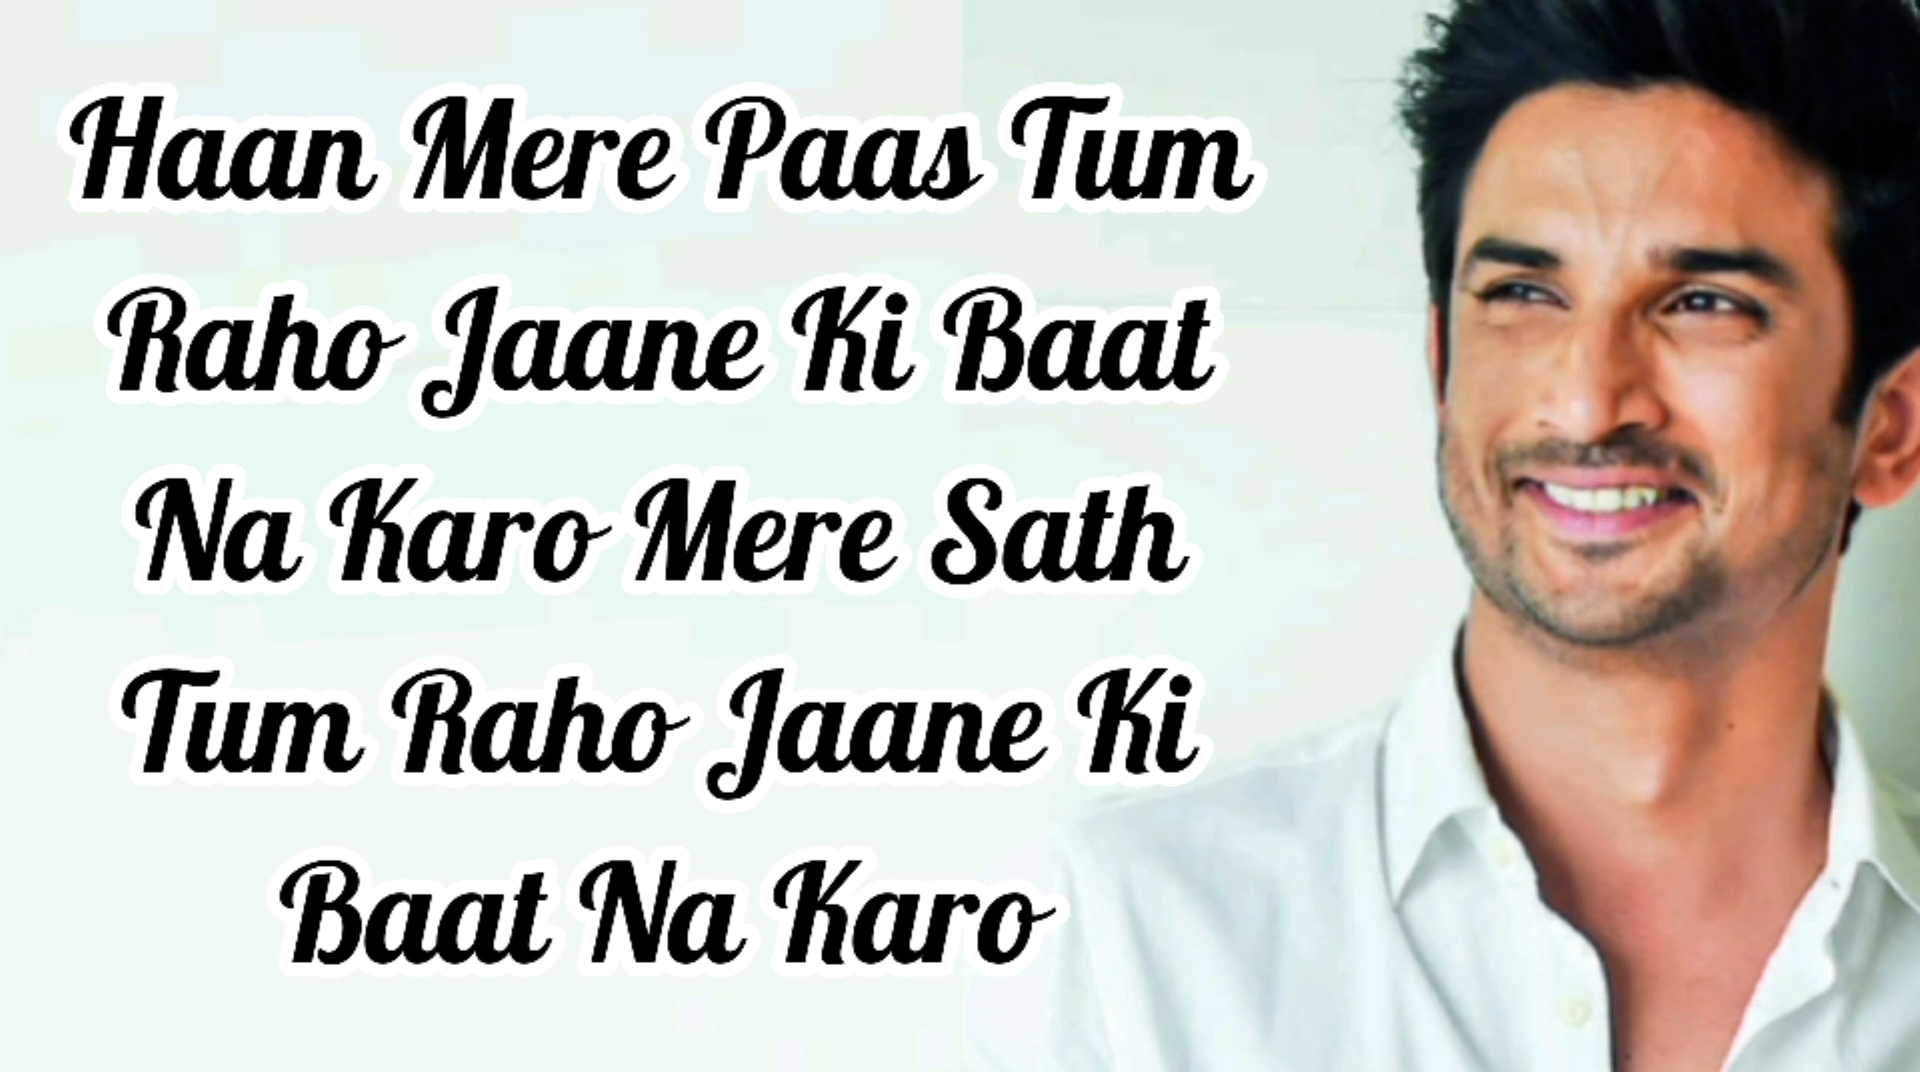 Haan Mere Paas Tum
Raho Jaane Ki Baat
Na Karo Mere Sath
Tum Raho Jaane Ki
Baat Na Karo